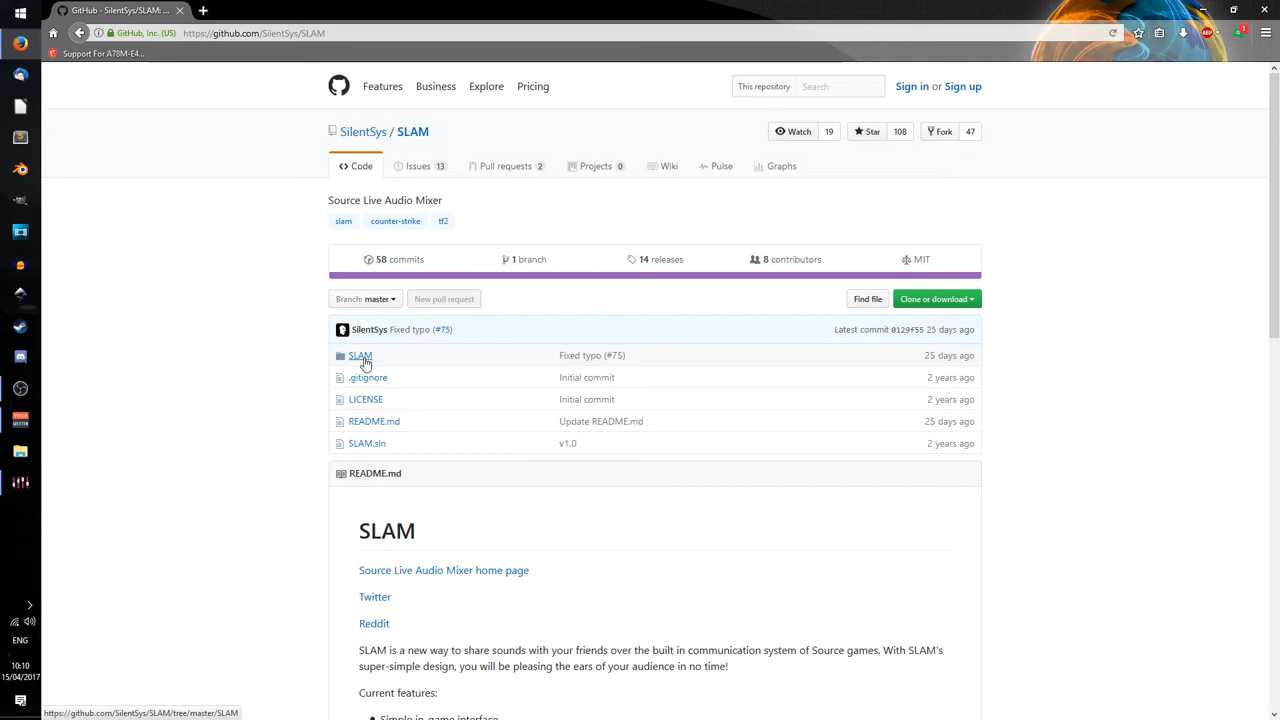 GitHub - SilentSys/SLAM: ...
GitHub, Inc. (US) https://github.com/SilentSys/SLAM
ABP
1
Support For A78M-E4...
Features Business Explore Pricing
This repository Search
Sign in or Sign up
SilentSys / SLAM
Watch 19 Star 108 Fork 47
Code Issues 13 Pull requests 2 Projects 0 Wiki Pulse Graphs
Source Live Audio Mixer
slam counter-strike tf2
58 commits 1 branch 14 releases 8 contributors MIT
Branch: master New pull request Find file Clone or download
SilentSys Fixed typo (#75) Latest commit 0129f55 25 days ago
SLAM Fixed typo (#75) 25 days ago
.gitignore Initial commit 2 years ago
LICENSE Initial commit 2 years ago
README.md Update README.md 25 days ago
SLAM.sln v1.0 2 years ago
README.md
SLAM
Source Live Audio Mixer home page
Twitter
Reddit
SLAM is a new way to share sounds with your friends over the built in communication system of Source games. With SLAM's
super-simple design, you will be pleasing the ears of your audience in no time!
Current features:
Simple in-game interface
ENG
10:10
15/04/2017
https://github.com/SilentSys/SLAM/tree/master/SLAM